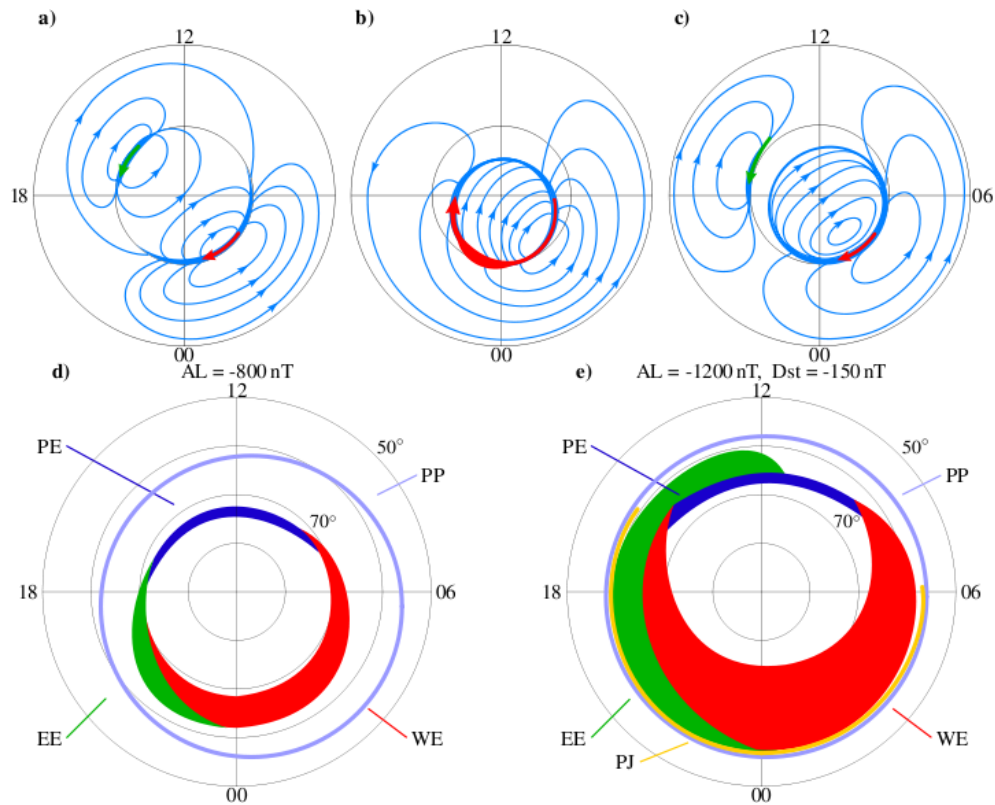 a) b) c)
12 12 12
18 06
00 00 00
d) AL = -800 nT e) AL = -1200 nT, Dst = -150 nT
12 12
PE 50° PP PE 50° PP
70° 70°
18 06 18 06
EE WE EE PJ WE
00 00